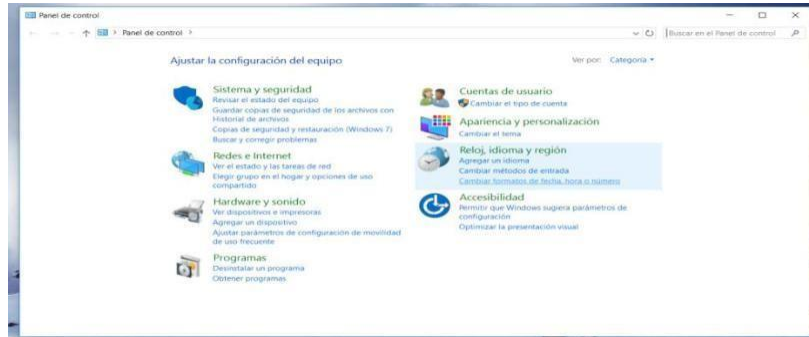 Panel de control
Panel de control
Buscar en el Panel de control
Ajustar la configuración del equipo
Ver por: Categoría
Sistema y seguridad
Revisar el estado del equipo
Guardar copias de seguridad de los archivos con
Historial de archivos
Copias de seguridad y restauración (Windows 7)
Buscar y corregir problemas
Redes e Internet
Ver el estado y las tareas de red
Elegir grupo en el hogar y opciones de uso
compartido
Hardware y sonido
Ver dispositivos e impresoras
Agregar un dispositivo
Ajustar parámetros de configuración de movilidad
de uso frecuente
Programas
Desinstalar un programa
Obtener programas
Cuentas de usuario
Cambiar el tipo de cuenta
Apariencia y personalización
Cambiar el tema
Reloj, idioma y región
Agregar un idioma
Cambiar métodos de entrada
Cambiar formatos de fecha, hora o número
Accesibilidad
Permitir que Windows sugiera parámetros de
configuración
Optimizar la presentación visual